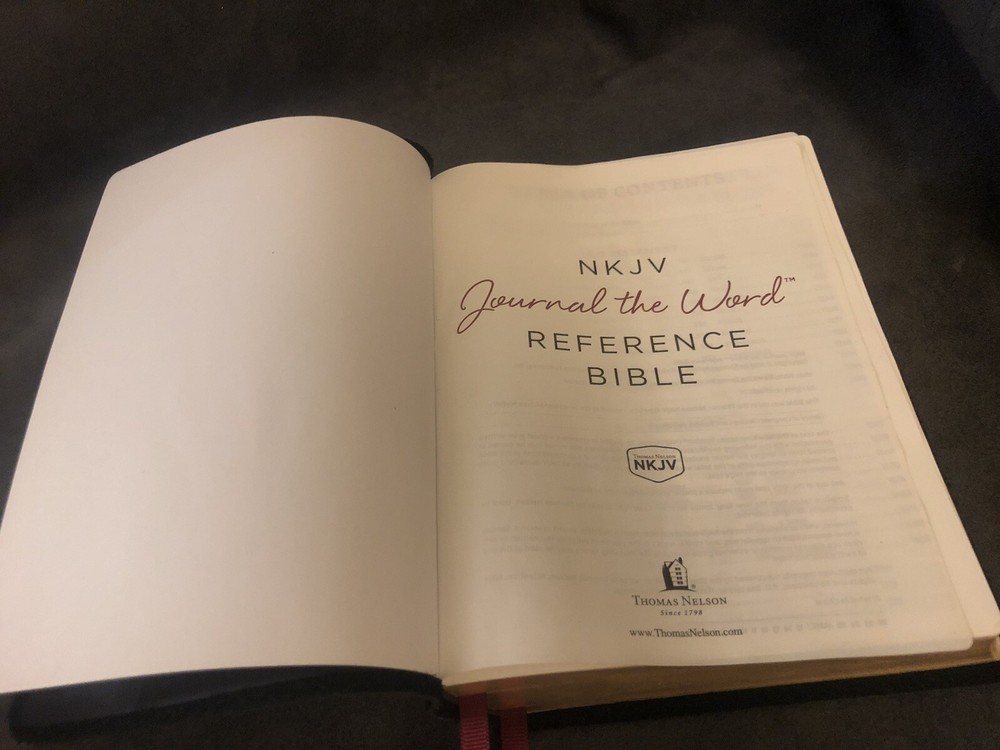 NKJV
Journal the Word™
REFERENCE
BIBLE
THOMAS NELSON
NKJV
THOMAS NELSON
Since 1798
www.ThomasNelson.com